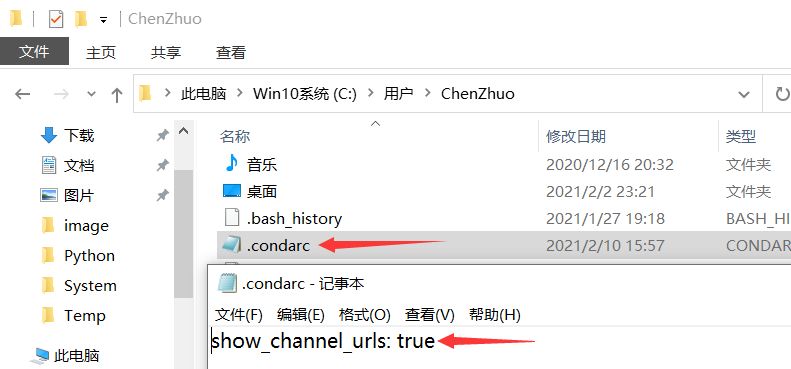 ChenZhuo
文件 主页 共享 查看
此电脑 Win10系统 (C:) 用户 ChenZhuo
名称 修改日期 类型
下载
音乐 2020/12/16 20:32 文件夹
文档
桌面 2021/2/2 23:21 文件夹
图片
.bash_history 2021/1/27 19:18 BASH_HI
image
.condarc 2021/2/10 15:57 CONDAR
Python
.condarc - 记事本
System
文件(F) 编辑(E) 格式(O) 查看(V) 帮助(H)
Temp
show_channel_urls: true
此电脑